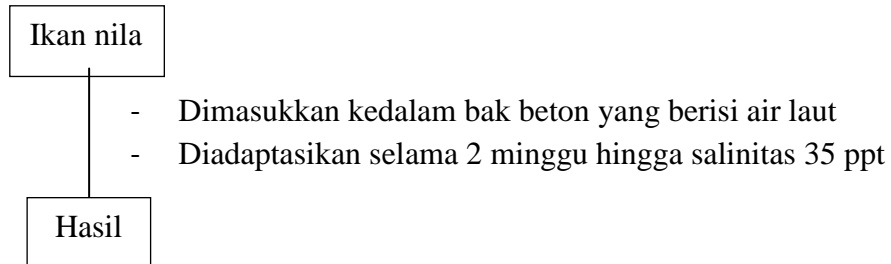 Ikan nila
- Dimasukkan kedalam bak beton yang berisi air laut
- Diadaptasikan selama 2 minggu hingga salinitas 35 ppt
Hasil